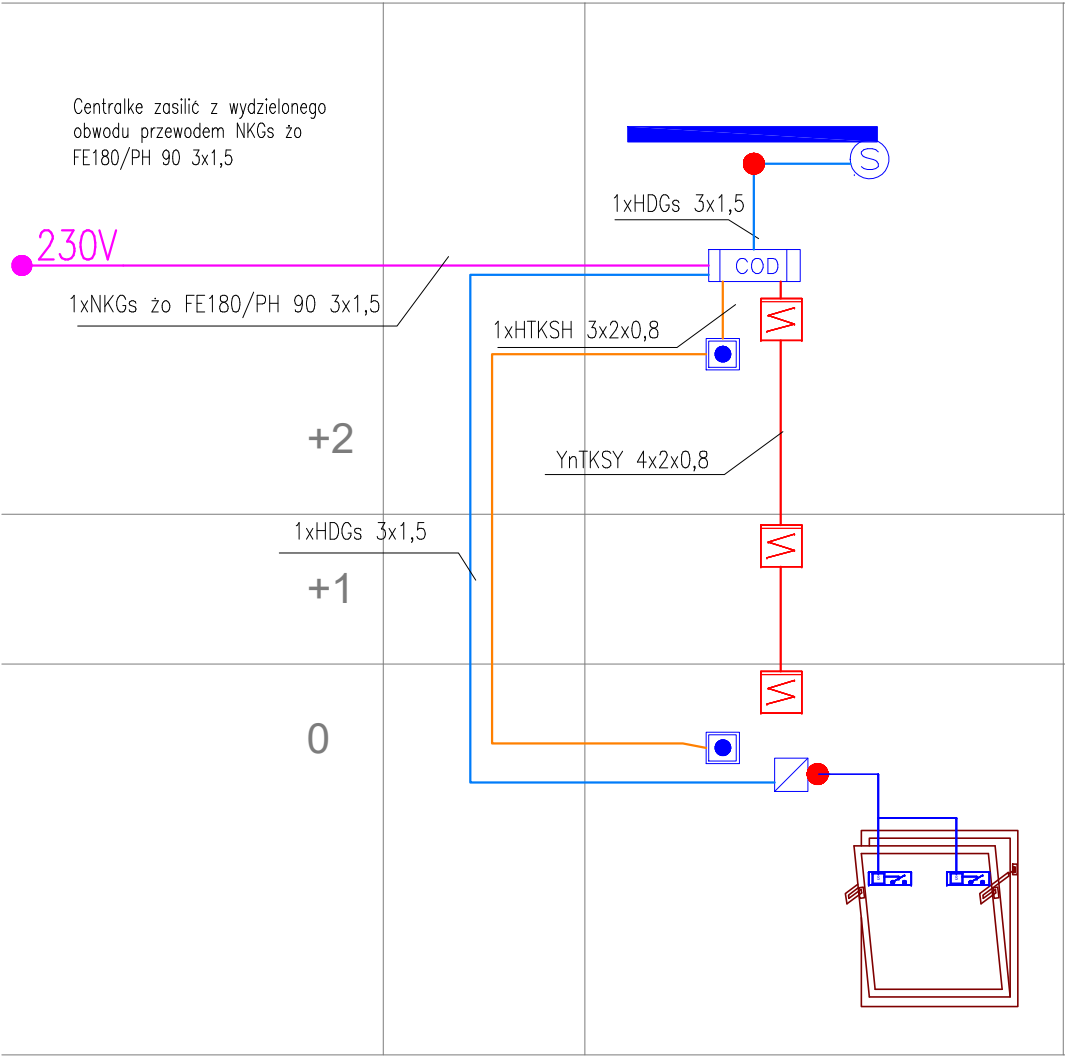 Centralke zasilić z wydzielonego
obwodu przewodem NKGs żo
FE180/PH 90 3x1,5
S
1xHDGs 3x1,5
230V
COD
1xNKGs żo FE180/PH 90 3x1,5
1xHTKSH 3x2x0,8
+2
YnTKSY 4x2x0,8
1xHDGs 3x1,5
+1
0